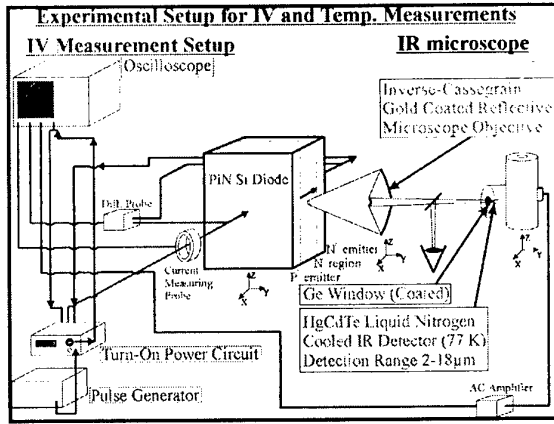 Experimental Setup for IV and Temp. Measurements
IV Measurement Setup
IR microscope
Oscilloscope
Inverse-Cassegrain
Gold Coated Reflective
Microscope Objective
PiN Si Diode
Diff. Probe
Current
Measuring
Probe
N emitter
N region
P emitter
Z
Y
X
Z
Y
X
Z
Y
X
Z
Y
X
Ge Window (Coated)
HgCdTe Liquid Nitrogen
Cooled IR Detector (77 K)
Detection Range 2-18µm
Turn-On Power Circuit
Pulse Generator
AC Amplifier